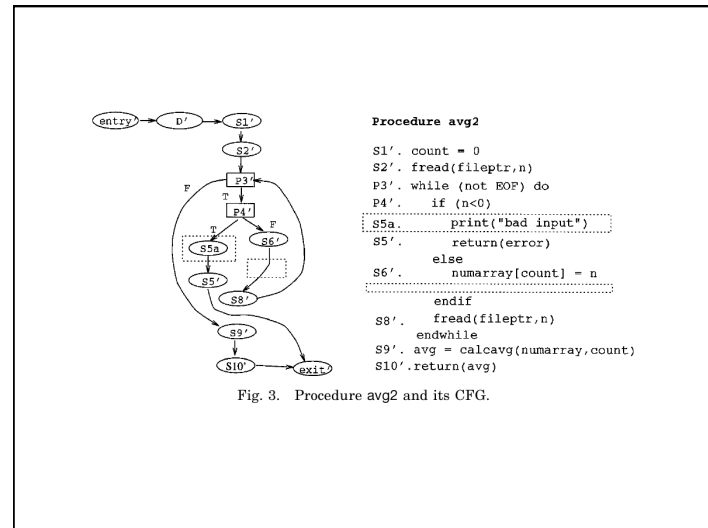 entry'
D'
S1'
S2'
F
P3'
T
P4'
T
F
S5a
S6'
S5'
S8'
S9'
S10'
exit'
Procedure avg2
S1'. count = 0
S2'. fread(fileptr,n)
P3'. while (not EOF) do
P4'. if (n<0)
S5a. print("bad input")
S5'. return(error)
else
S6'. numarray[count] = n
endif
S8'. fread(fileptr,n)
endwhile
S9'. avg = calcavg(numarray,count)
S10'.return(avg)
Fig. 3. Procedure avg2 and its CFG.